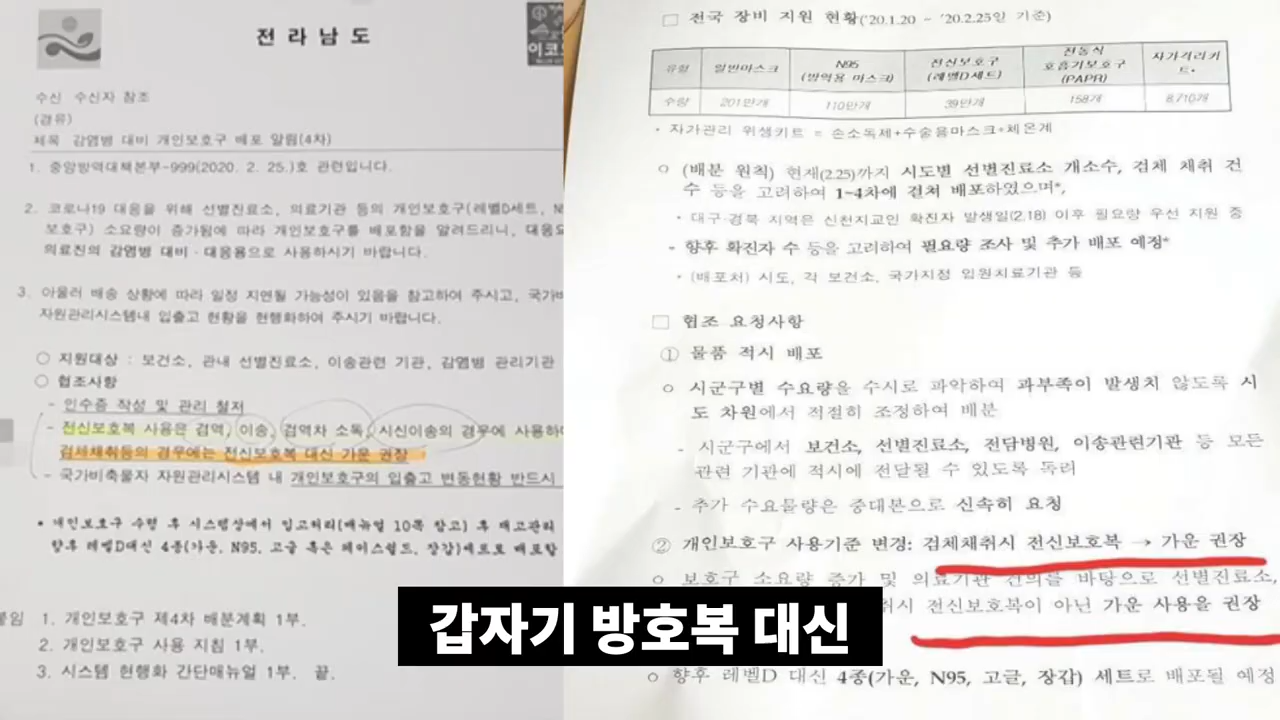 전라남도
이코
수신 수신자 참조
(경유)
제목 감염병 대비 개인보호구 배포 알림(4차)
1. 중앙방역대책본부-999(2020. 2. 25.)호 관련입니다.
2. 코로나19 대응을 위해 선별진료소, 의료기관 등의 개인보호구(레벨D세트, N
보호구) 소요량이 증가됨에 따라 개인보호구를 배포함을 알려드리니, 대응요
의료진의 감염병 대비·대응용으로 사용하시기 바랍니다.
3. 아울러 배송 상황에 따라 일정 지연될 가능성이 있음을 참고하여 주시고, 국가비
자원관리시스템내 입출고 현황을 현행화하여 주시기 바랍니다.
○ 지원대상 : 보건소, 관내 선별진료소, 이송관련 기관, 감염병 관리기관
○ 협조사항
- 인수증 작성 및 관리 철저
- 전신보호복 사용은 검역, 이송, 검역차 소독, 시신이송의 경우에 사용하
검체채취등의 경우에는 전신보호복 대신 가운 권장
- 국가비축물자 자원관리시스템 내 개인보호구의 입출고 변동현황 반드시
* 개인보호구 수령 후 시스템상에서 입고처리(매뉴얼 10쪽 참고) 후 재고관리
향후 레벨D대신 4종(가운, N95, 고글 혹은 페이스쉴드, 장갑)세트로 배포할
붙임 1. 개인보호구 제4차 배분계획 1부.
2. 개인보호구 사용 지침 1부.
3. 시스템 현행화 간단매뉴얼 1부. 끝.
□ 전국 장비 지원 현황('20.1.20 ~ '20.2.25일 기준)
유형 일반마스크 N95 (방역용 마스크) 전신보호구 (레벨D세트) 전동식 호흡기보호구 (PAPR) 자가격리키트*
수량 201만개 110만개 39만개 158개 8,710개
* 자가관리 위생키트 = 손소독제+수술용마스크+체온계
○ (배분 원칙) 현재(2.25)까지 시도별 선별진료소 개소수, 검체 채취 건
수 등을 고려하여 1~4차에 걸쳐 배포하였으며*,
* 대구·경북 지역은 신천지교인 확진자 발생일(2.18) 이후 필요량 우선 지원 중
* 향후 확진자 수 등을 고려하여 필요량 조사 및 추가 배포 예정*
* (배포처) 시도, 각 보건소, 국가지정 입원치료기관 등
□ 협조 요청사항
① 물품 적시 배포
○ 시군구별 수요량을 수시로 파악하여 과부족이 발생치 않도록 시
도 차원에서 적절히 조정하여 배분
- 시군구에서 보건소, 선별진료소, 전담병원, 이송관련기관 등 모든
관련 기관에 적시에 전달될 수 있도록 독려
- 추가 수요물량은 중대본으로 신속히 요청
② 개인보호구 사용기준 변경: 검체채취시 전신보호복 → 가운 권장
○ 보호구 소요량 증가 및 의료기관 건의를 바탕으로 선별진료소,
취시 전신보호복이 아닌 가운 사용을 권장
○ 향후 레벨D 대신 4종(가운, N95, 고글, 장갑) 세트로 배포될 예정
갑자기 방호복 대신